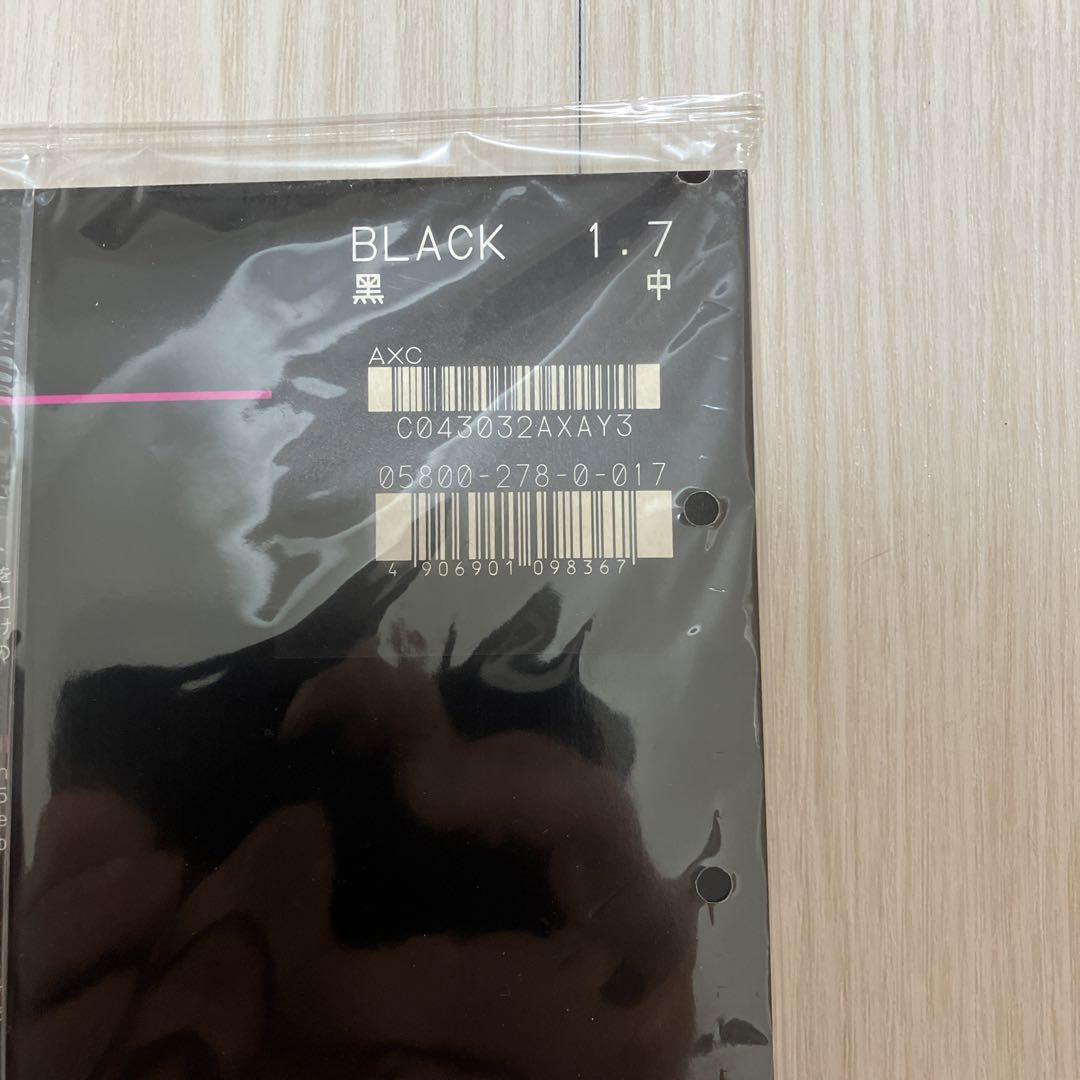 BLACK 1.7
黒 中
AXC
C043032AXAY3
05800-278-0-017
4 906901 098367